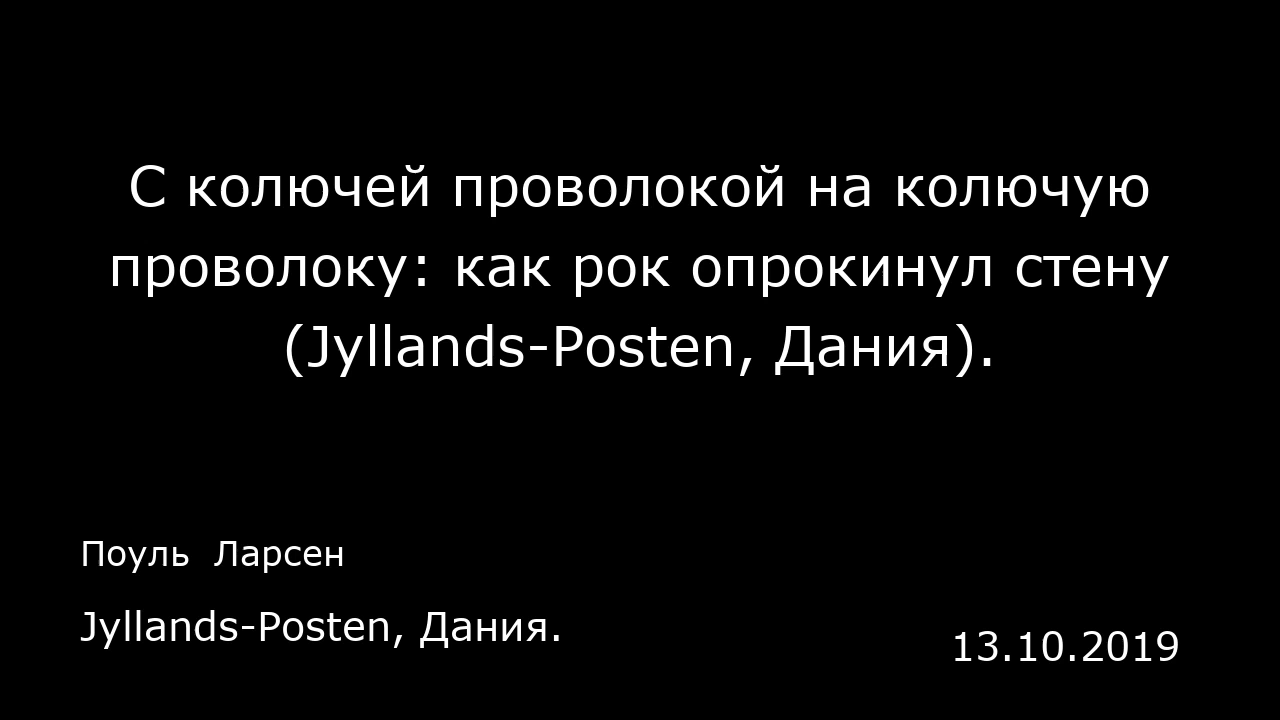 С колючей проволокой на колючую
проволоку: как рок опрокинул стену
(Jyllands-Posten, Дания).
Поуль Ларсен
Jyllands-Posten, Дания.
13.10.2019